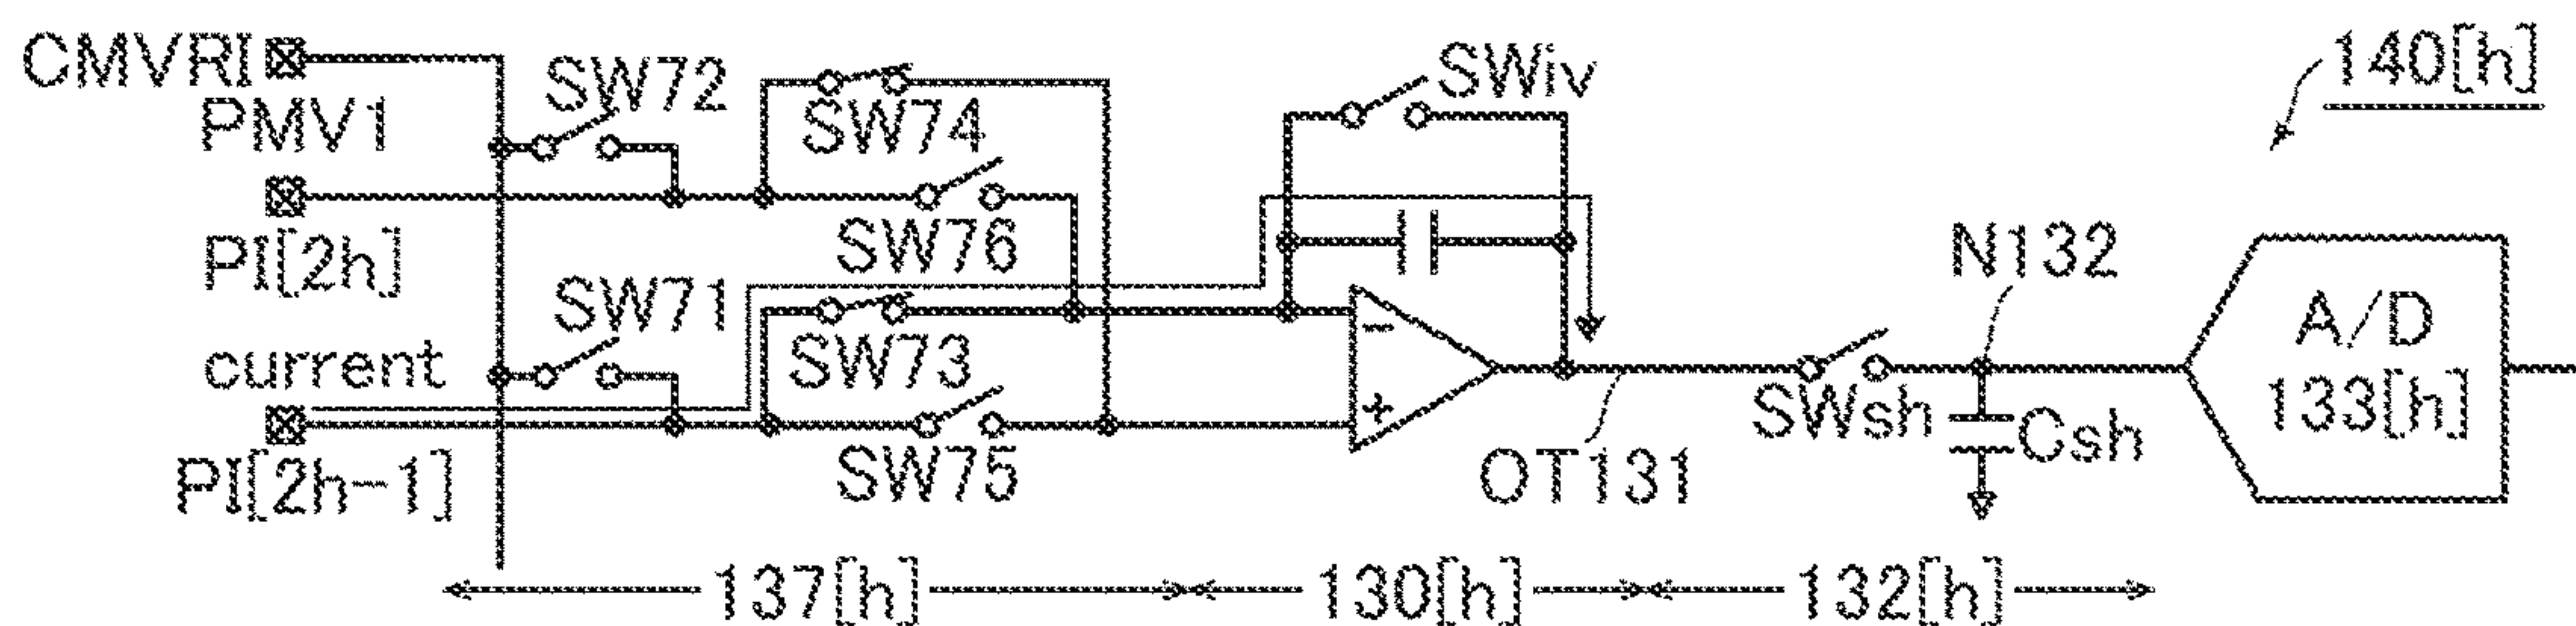 CMVRI
PMV1
PI[2h]
current
PI[2h-1]
SW72
SW74
SW76
SW71
SW73
SW75
SWiv
140[h]
−
+
OT131
N132
SWsh
Csh
A/D
133[h]
137[h]
130[h]
132[h]